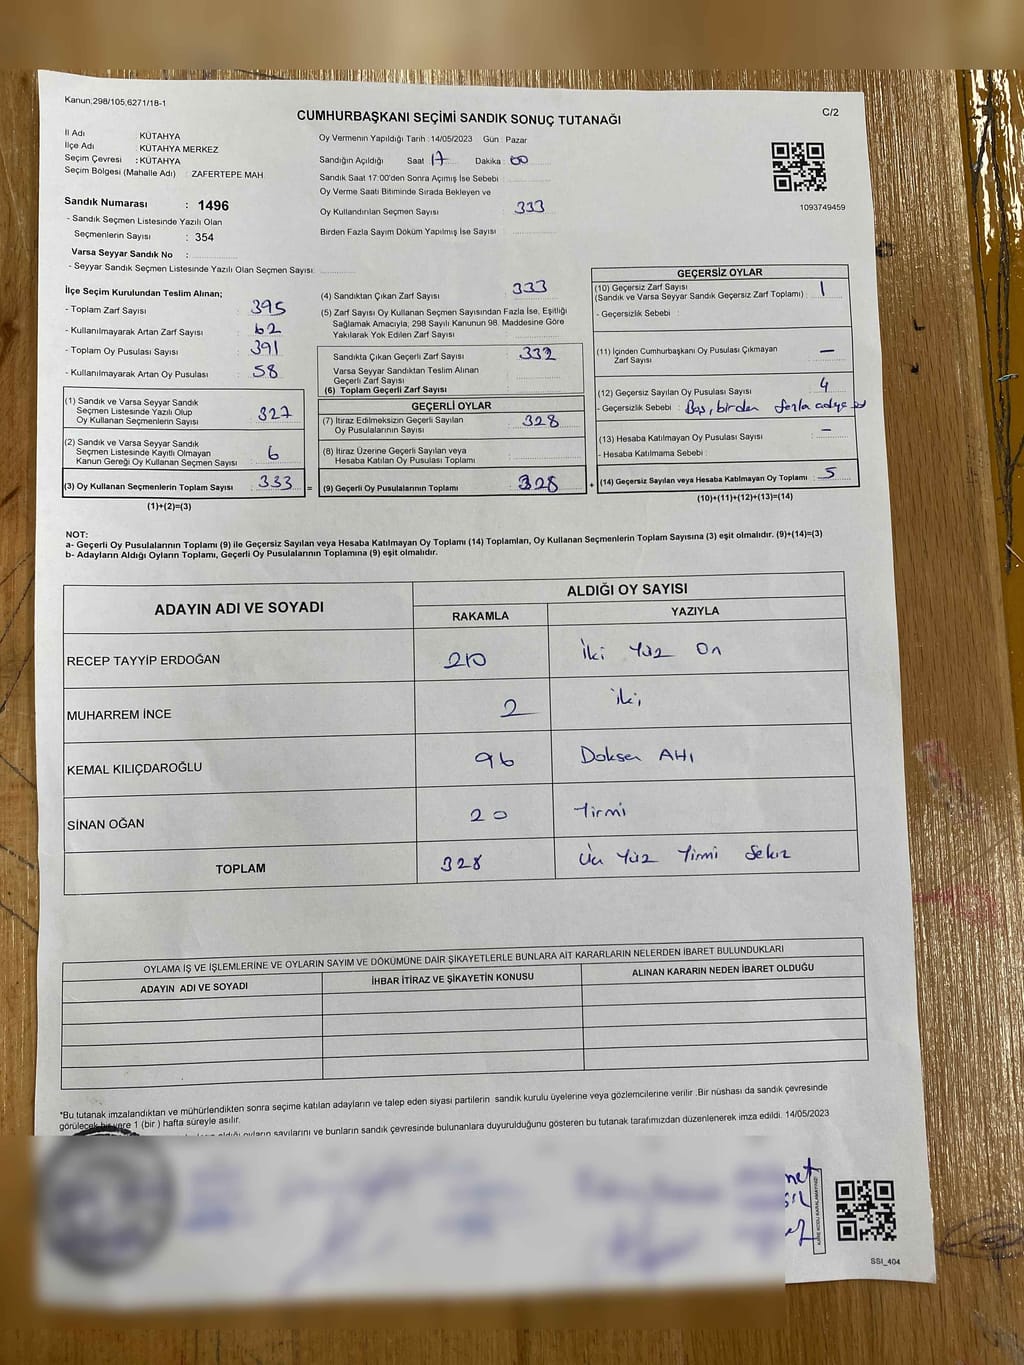 Kanun;298/105,6271/18-1
C/2
CUMHURBAŞKANI SEÇİMİ SANDIK SONUÇ TUTANAĞI
İl Adı : KÜTAHYA
İlçe Adı : KÜTAHYA MERKEZ
Seçim Çevresi : KÜTAHYA
Seçim Bölgesi (Mahalle Adı) : ZAFERTEPE MAH.
Sandık Numarası : 1496
- Sandık Seçmen Listesinde Yazılı Olan
Seçmenlerin Sayısı : 354
Varsa Seyyar Sandık No :
- Seyyar Sandık Seçmen Listesinde Yazılı Olan Seçmen Sayısı:
Oy Vermenin Yapıldığı Tarih : 14/05/2023 Gün : Pazar
Sandığın Açıldığı Saat 17 Dakika : 00
Sandık Saat 17:00'den Sonra Açımış İse Sebebi :
Oy Verme Saati Bitiminde Sırada Bekleyen ve
Oy Kullandırılan Seçmen Sayısı : 333
Birden Fazla Sayım Döküm Yapılmış İse Sayısı :
1093749459
İlçe Seçim Kurulundan Teslim Alınan;
- Toplam Zarf Sayısı : 395
- Kullanılmayarak Artan Zarf Sayısı : 62
- Toplam Oy Pusulası Sayısı : 391
- Kullanılmayarak Artan Oy Pusulası : 58
(1) Sandık ve Varsa Seyyar Sandık
Seçmen Listesinde Yazılı Olup
Oy Kullanan Seçmenlerin Sayısı : 327
(2) Sandık ve Varsa Seyyar Sandık
Seçmen Listesinde Kayıtlı Olmayan
Kanun Gereği Oy Kullanan Seçmen Sayısı : 6
(3) Oy Kullanan Seçmenlerin Toplam Sayısı : 333 =
(1)+(2)=(3)
(4) Sandıktan Çıkan Zarf Sayısı : 333
(5) Zarf Sayısı Oy Kullanan Seçmen Sayısından Fazla İse, Eşitliği
Sağlamak Amacıyla, 298 Sayılı Kanunun 98. Maddesine Göre
Yakılarak Yok Edilen Zarf Sayısı :
Sandıkta Çıkan Geçerli Zarf Sayısı : 332
Varsa Seyyar Sandıktan Teslim Alınan
Geçerli Zarf Sayısı :
(6) Toplam Geçerli Zarf Sayısı :
GEÇERLİ OYLAR
(7) İtiraz Edilmeksizin Geçerli Sayılan
Oy Pusulalarının Sayısı : 328
(8) İtiraz Üzerine Geçerli Sayılan veya
Hesaba Katılan Oy Pusulası Toplamı :
(9) Geçerli Oy Pusulalarının Toplamı : 328 +
GEÇERSİZ OYLAR
(10) Geçersiz Zarf Sayısı
(Sandık ve Varsa Seyyar Sandık Geçersiz Zarf Toplamı) : 1
- Geçersizlik Sebebi :
(11) İçinden Cumhurbaşkanı Oy Pusulası Çıkmayan
Zarf Sayısı : —
(12) Geçersiz Sayılan Oy Pusulası Sayısı : 4
- Geçersizlik Sebebi : Boş, birden fazla
(13) Hesaba Katılmayan Oy Pusulası Sayısı : –
- Hesaba Katılmama Sebebi :
(14) Geçersiz Sayılan veya Hesaba Katılmayan Oy Toplamı : 5
(10)+(11)+(12)+(13)=(14)
NOT:
a- Geçerli Oy Pusulalarının Toplamı (9) ile Geçersiz Sayılan veya Hesaba Katılmayan Oy Toplamı (14) Toplamları, Oy Kullanan Seçmenlerin Toplam Sayısına (3) eşit olmalıdır. (9)+(14)=(3)
b- Adayların Aldığı Oyların Toplamı, Geçerli Oy Pusulalarının Toplamına (9) eşit olmalıdır.
ADAYIN ADI VE SOYADI
ALDIĞI OY SAYISI
RAKAMLA YAZIYLA
RECEP TAYYİP ERDOĞAN 210 İki Yüz On
MUHARREM İNCE 2 İki
KEMAL KILIÇDAROĞLU 96 Doksan Altı
SİNAN OĞAN 20 Yirmi
TOPLAM 328 Üç Yüz Yirmi Sekiz
OYLAMA İŞ VE İŞLEMLERİNE VE OYLARIN SAYIM VE DÖKÜMÜNE DAİR ŞİKAYETLERLE BUNLARA AİT KARARLARIN NELERDEN İBARET BULUNDUKLARI
ADAYIN ADI VE SOYADI İHBAR İTİRAZ VE ŞİKAYETİN KONUSU ALINAN KARARIN NEDEN İBARET OLDUĞU
*Bu tutanak imzalandıktan ve mühürlendikten sonra seçime katılan adayların ve talep eden siyasi partilerin sandık kurulu üyelerine veya gözlemcilerine verilir .Bir nüshası da sandık çevresinde
görülecek bir yere 1 (bir ) hafta süreyle asılır.
aldığı oyların sayılarını ve bunların sandık çevresinde bulunanlara duyurulduğunu gösteren bu tutanak tarafımızdan düzenlenerek imza edildi. 14/05/2023
KARE KODU KARALAMAYINIZ!
SSI_404